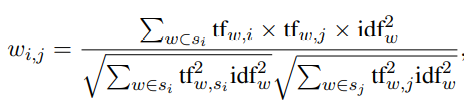 w_{i,j} = \frac{\sum_{w \subset s_i} \mathrm{tf}_{w,i} \times \mathrm{tf}_{w,j} \times \mathrm{idf}_w^2}{\sqrt{\sum_{w \in s_i} \mathrm{tf}_{w,s_i}^2 \mathrm{idf}_w^2} \sqrt{\sum_{w \in s_j} \mathrm{tf}_{w,j}^2 \mathrm{idf}_w^2}},